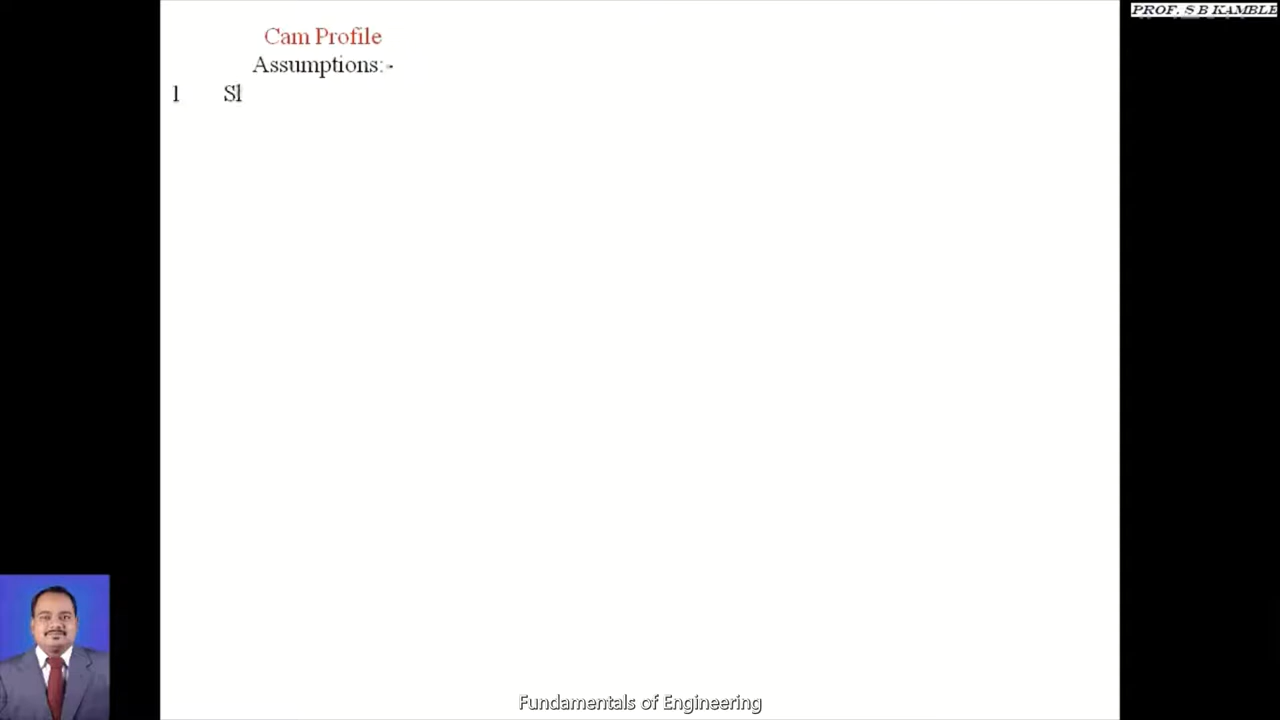 PROF. S B KAMBLE
Cam Profile
Assumptions:-
1 Sl
Fundamentals of Engineering